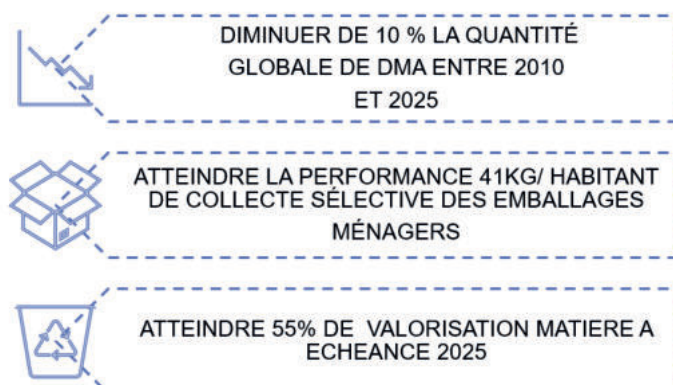 DIMINUER DE 10 % LA QUANTITÉ
GLOBALE DE DMA ENTRE 2010
ET 2025
ATTEINDRE LA PERFORMANCE 41KG/ HABITANT
DE COLLECTE SÉLECTIVE DES EMBALLAGES
MÉNAGERS
ATTEINDRE 55% DE VALORISATION MATIERE A
ECHEANCE 2025